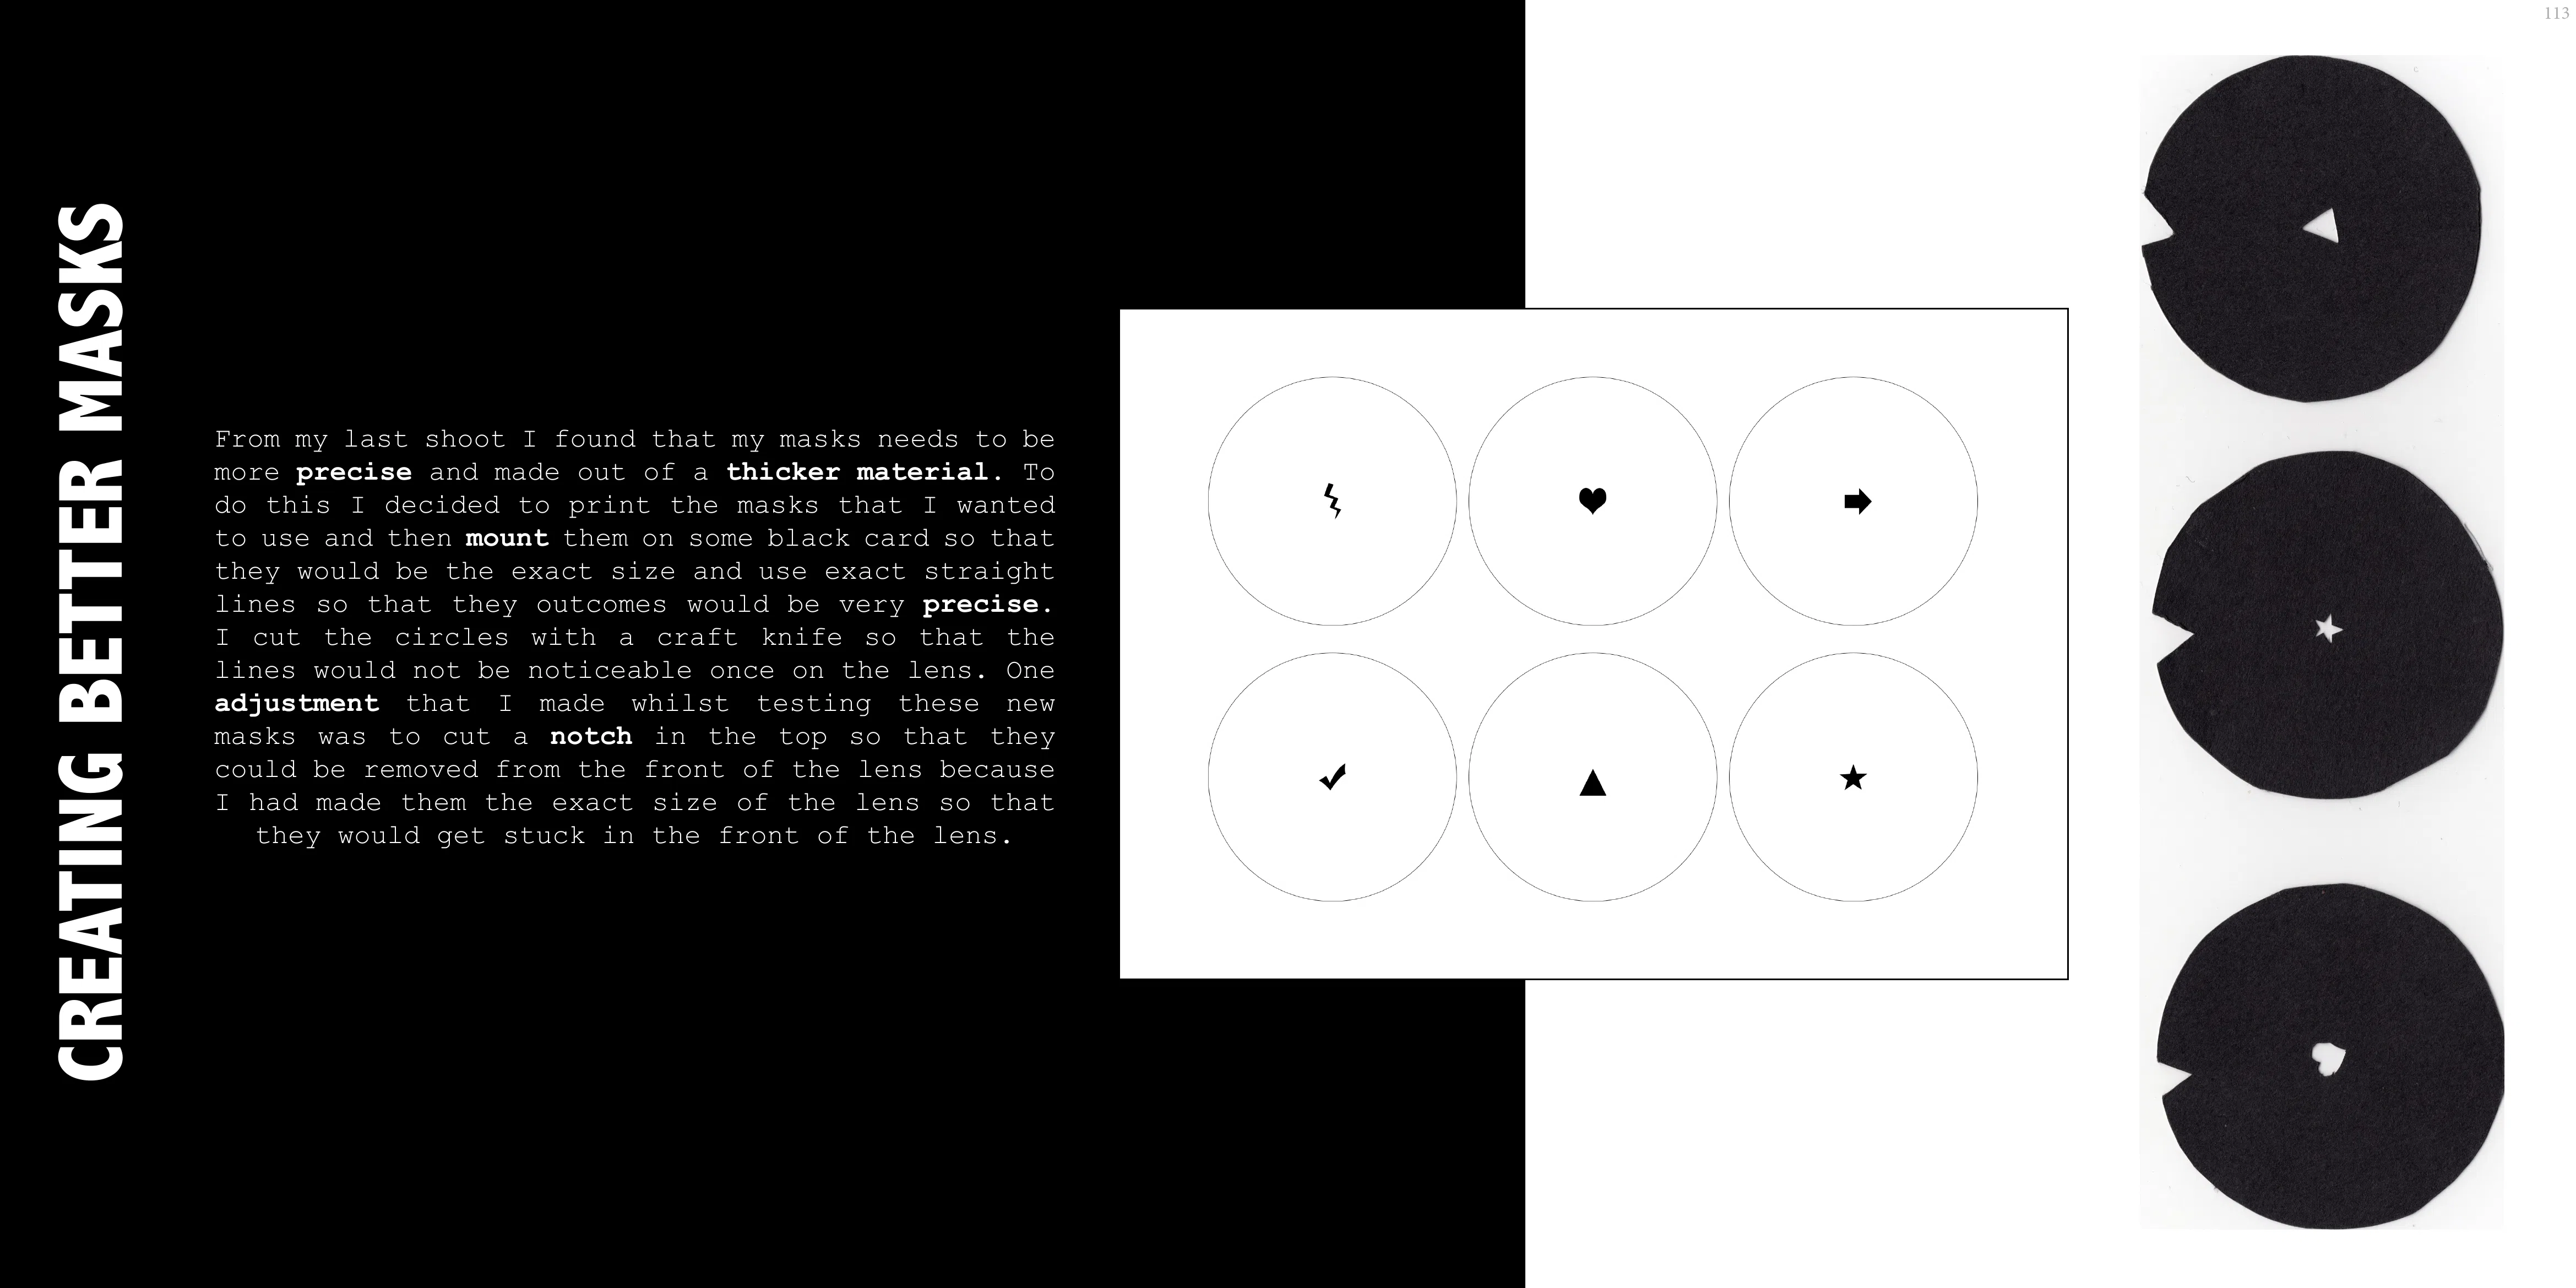 113
CREATING BETTER MASKS
From my last shoot I found that my masks needs to be
more precise and made out of a thicker material. To
do this I decided to print the masks that I wanted
to use and then mount them on some black card so that
they would be the exact size and use exact straight
lines so that they outcomes would be very precise.
I cut the circles with a craft knife so that the
lines would not be noticeable once on the lens. One
adjustment that I made whilst testing these new
masks was to cut a notch in the top so that they
could be removed from the front of the lens because
I had made them the exact size of the lens so that
they would get stuck in the front of the lens.